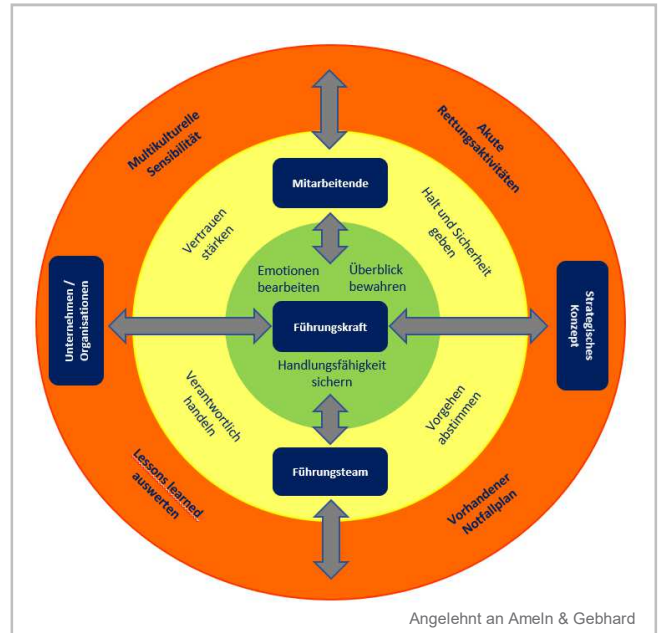 Multikulturelle
Sensibilität
Akute
Rettungsaktivitäten
Mitarbeitende
Vertrauen
stärken
Halt und Sicherheit
geben
Emotionen
bearbeiten
Überblick
bewahren
Unternehmen /
Organisationen
Führungskraft
Strategisches
Konzept
Handlungsfähigkeit
sichern
Verantwortlich
handeln
Vorgehen
abstimmen
Führungsteam
Lessons learned
auswerten
Vorhandener
Notfallplan
Angelehnt an Ameln & Gebhard